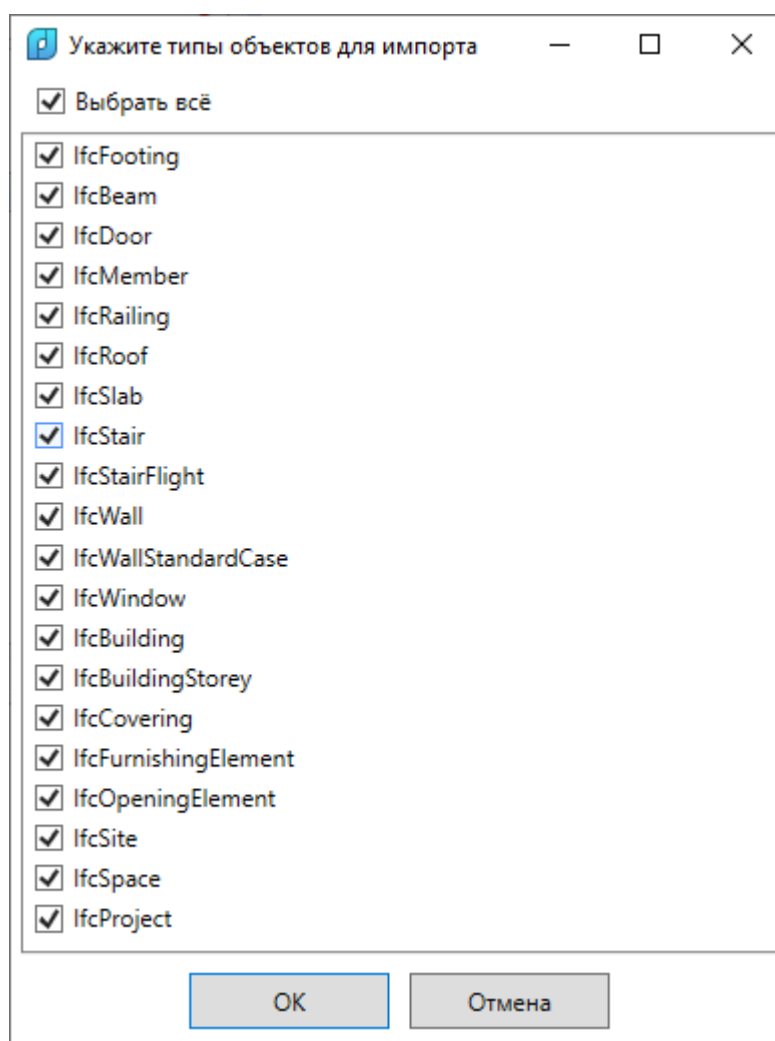 Укажите типы объектов для импорта
Выбрать всё
IfcFooting
IfcBeam
IfcDoor
IfcMember
IfcRailing
IfcRoof
IfcSlab
IfcStair
IfcStairFlight
IfcWall
IfcWallStandardCase
IfcWindow
IfcBuilding
IfcBuildingStorey
IfcCovering
IfcFurnishingElement
IfcOpeningElement
IfcSite
IfcSpace
IfcProject
ОК Отмена